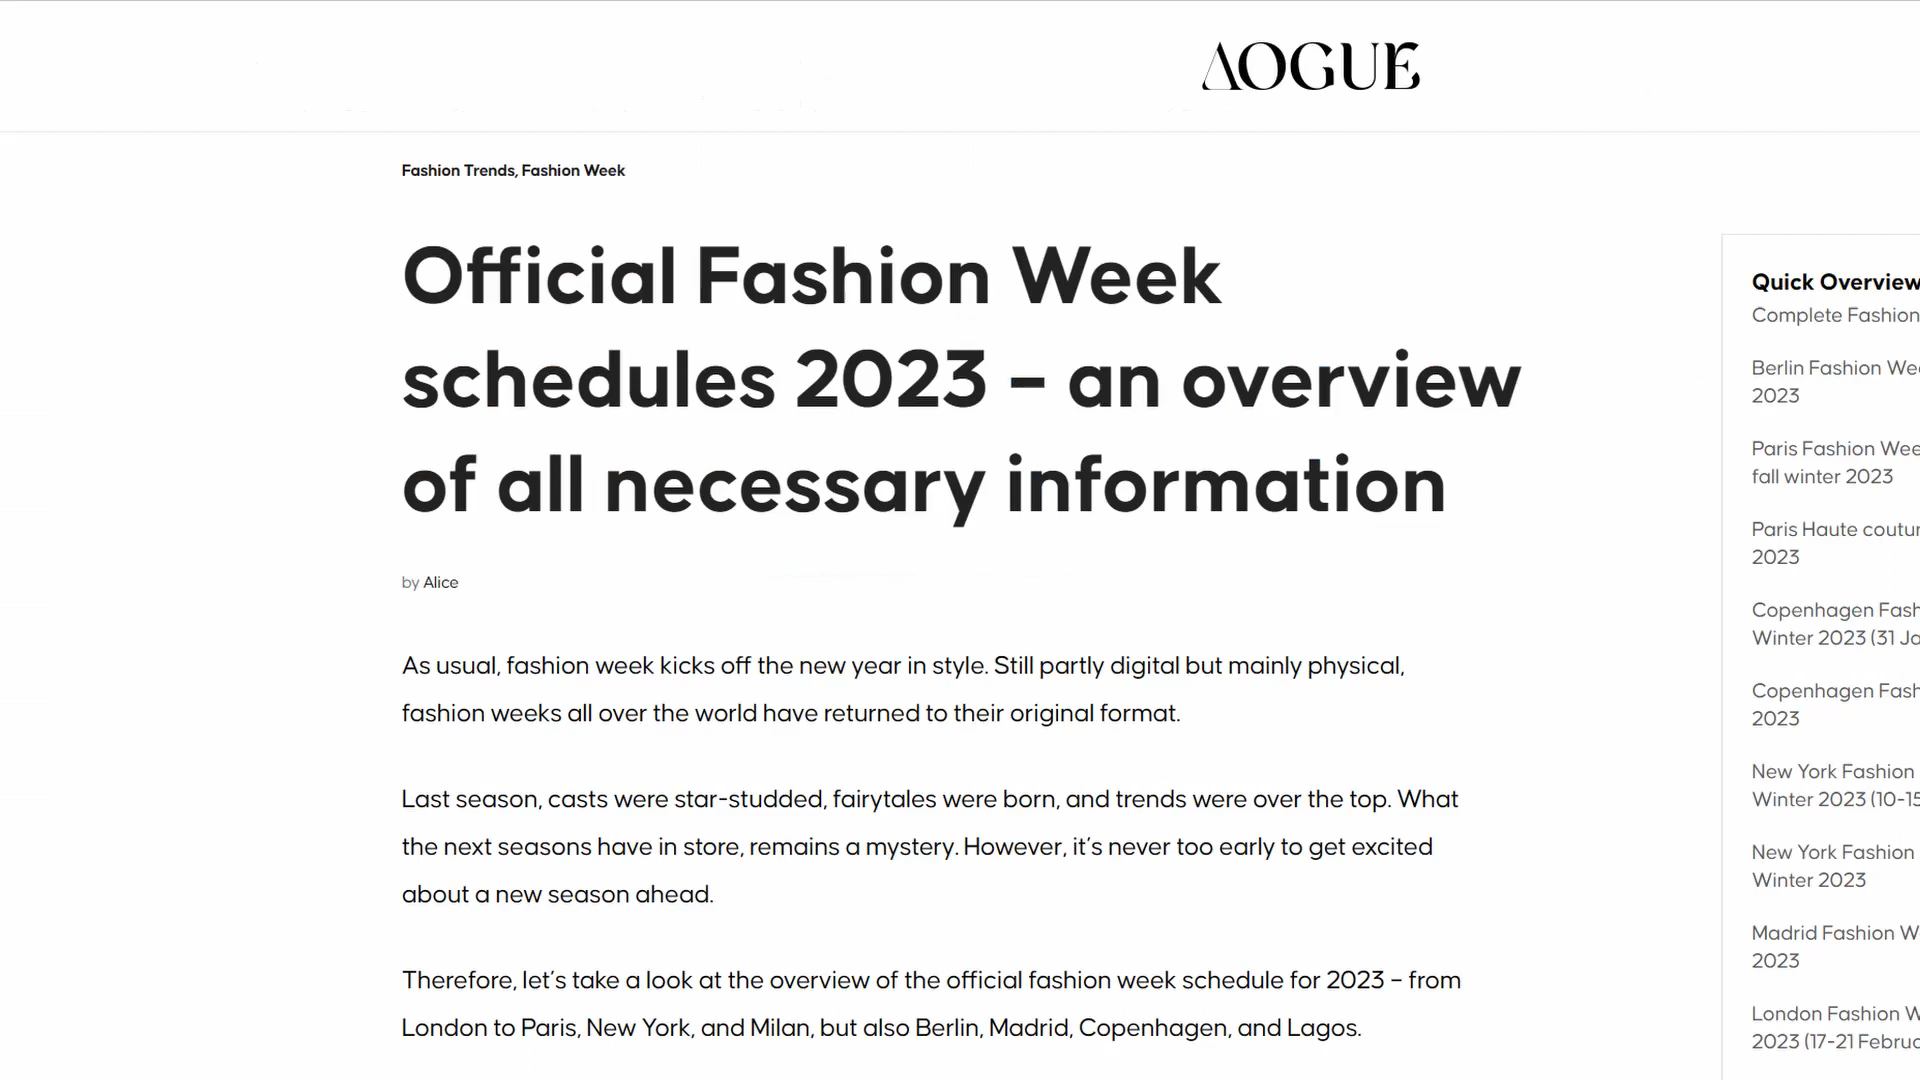 AOGUE
Fashion Trends, Fashion Week
Official Fashion Week
schedules 2023 – an overview
of all necessary information
by Alice
As usual, fashion week kicks off the new year in style. Still partly digital but mainly physical,
fashion weeks all over the world have returned to their original format.
Last season, casts were star-studded, fairytales were born, and trends were over the top. What
the next seasons have in store, remains a mystery. However, it’s never too early to get excited
about a new season ahead.
Therefore, let’s take a look at the overview of the official fashion week schedule for 2023 – from
London to Paris, New York, and Milan, but also Berlin, Madrid, Copenhagen, and Lagos.
Quick Overview
Complete Fashion
Berlin Fashion
2023
Paris Fashion
fall winter 2023
Paris Haute
2023
Copenhagen
Winter 2023 (31
Copenhagen
2023
New York Fashion
Winter 2023 (10-15
New York Fashion
Winter 2023
Madrid Fashion
2023
London Fashion
2023 (17-21